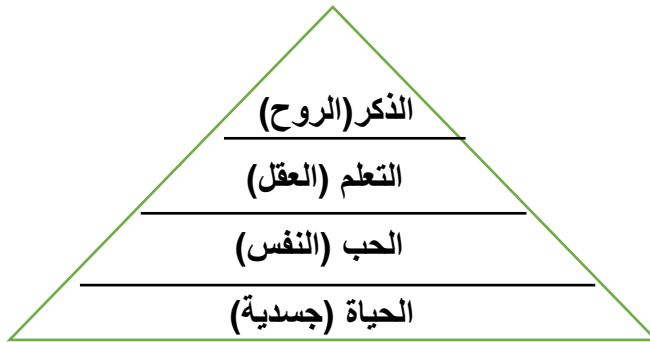 الذكر(الروح)
التعلم (العقل)
الحب (النفس)
الحياة (جسدية)